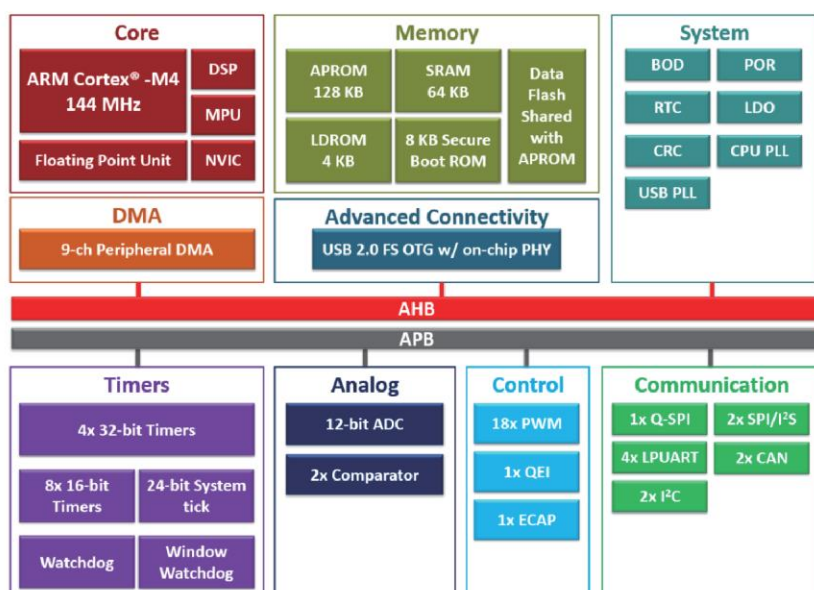 Core
ARM Cortex® -M4
144 MHz
DSP
MPU
Floating Point Unit
NVIC
Memory
APROM
128 KB
SRAM
64 KB
Data
Flash
Shared
with
APROM
LDROM
4 KB
8 KB Secure
Boot ROM
System
BOD
POR
RTC
LDO
CRC
CPU PLL
USB PLL
DMA
9-ch Peripheral DMA
Advanced Connectivity
USB 2.0 FS OTG w/ on-chip PHY
AHB
APB
Timers
4x 32-bit Timers
8x 16-bit
Timers
24-bit System
tick
Watchdog
Window
Watchdog
Analog
12-bit ADC
2x Comparator
Control
18x PWM
1x QEI
1x ECAP
Communication
1x Q-SPI
2x SPI/I²S
4x LPUART
2x CAN
2x I²C